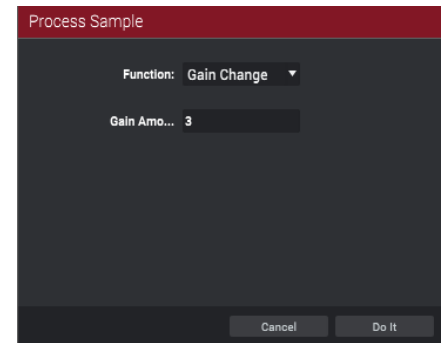 Process Sample
Function: Gain Change
Gain Amo... 3
Cancel Do It